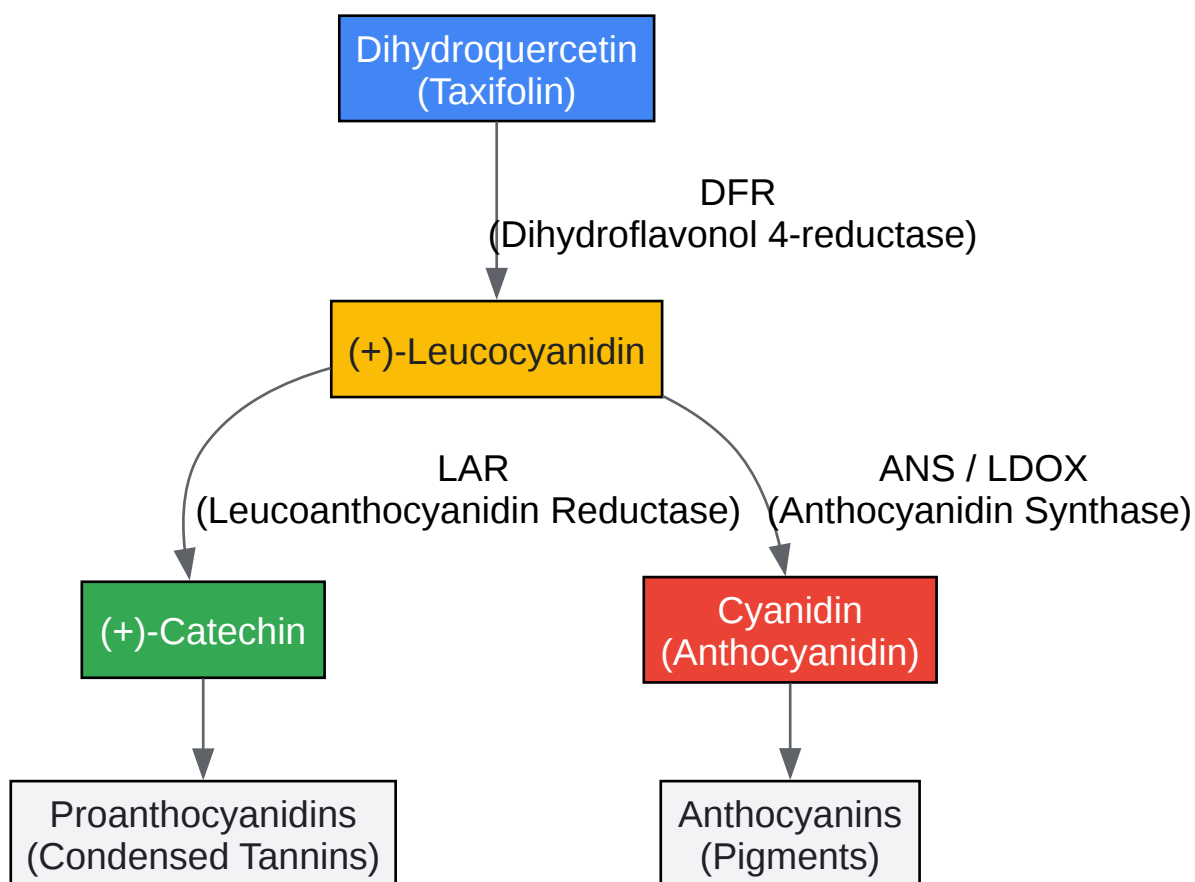 Dihydroquercetin
(Taxifolin)
DFR
(Dihydroflavonol 4-reductase)
(+)-Leucocyanidin
LAR
(Leucoanthocyanidin Reductase)
ANS / LDOX
(Anthocyanidin Synthase)
(+)-Catechin
Cyanidin
(Anthocyanidin)
Proanthocyanidins
(Condensed Tannins)
Anthocyanins
(Pigments)